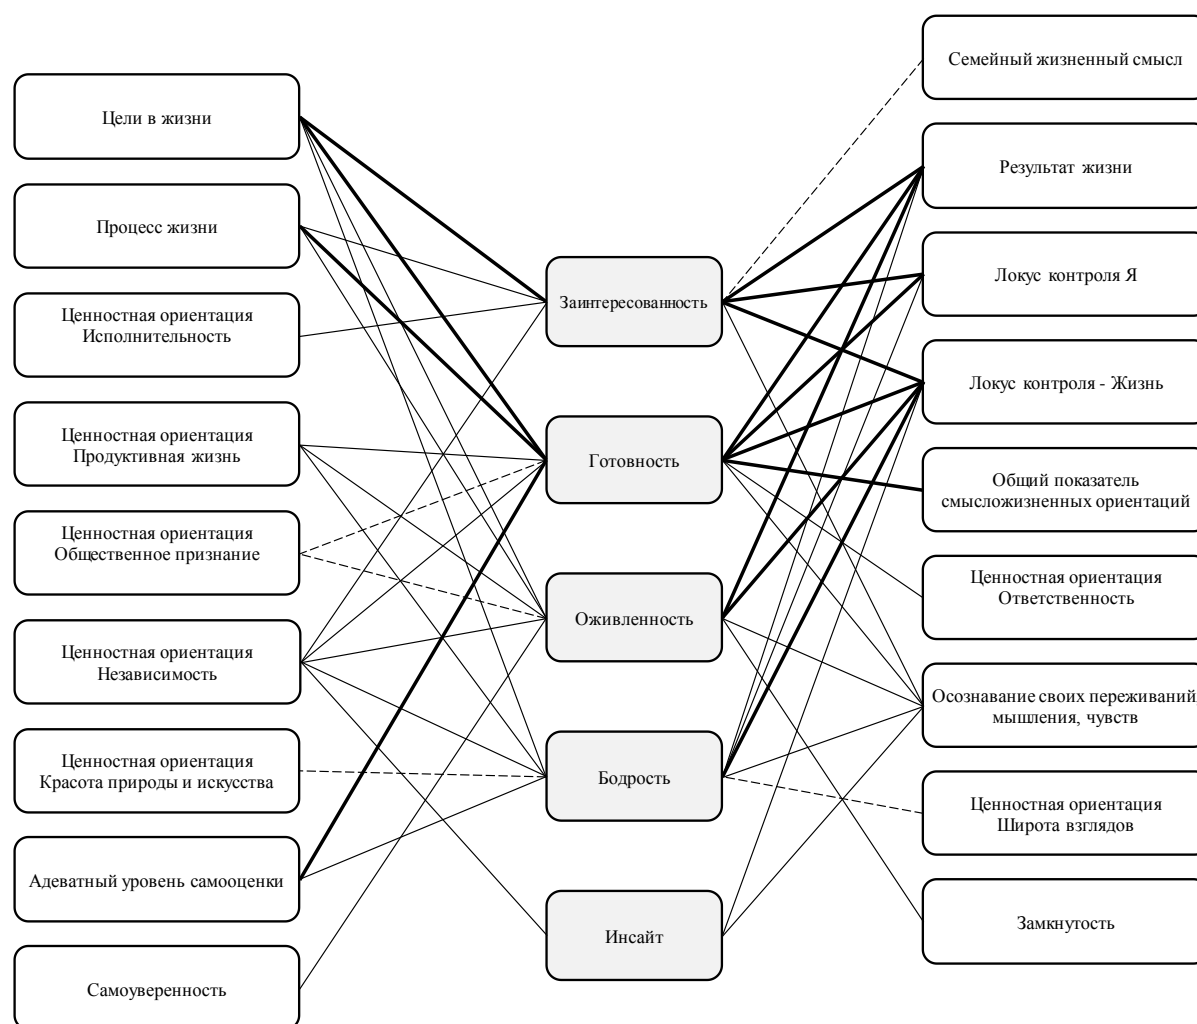 Цели в жизни
Процесс жизни
Ценностная ориентация
Исполнительность
Ценностная ориентация
Продуктивная жизнь
Ценностная ориентация
Общественное признание
Ценностная ориентация
Независимость
Ценностная ориентация
Красота природы и искусства
Адеватный уровень самооценки
Самоуверенность
Заинтересованность
Готовность
Оживленность
Бодрость
Инсайт
Семейный жизненный смысл
Результат жизни
Локус контроля Я
Локус контроля - Жизнь
Общий показатель
смысложизненных ориентаций
Ценностная ориентация
Ответственность
Осознавание своих переживаний,
мышления, чувств
Ценностная ориентация
Широта взглядов
Замкнутость